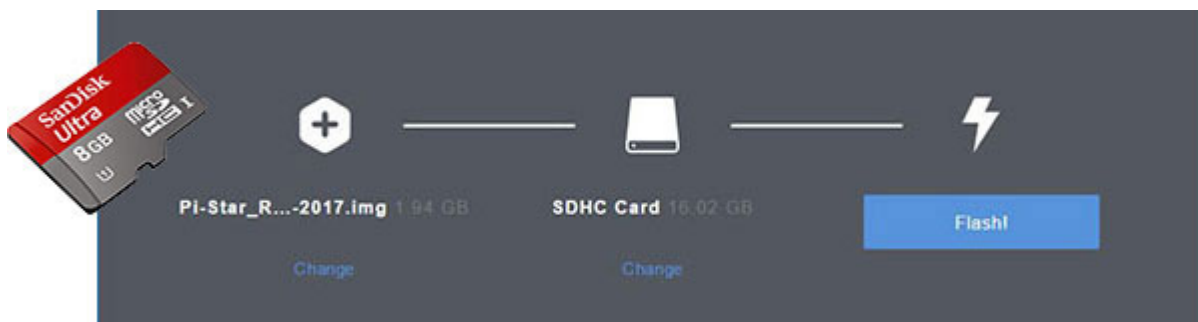 SanDisk
Ultra
8GB
micro
SD
HC I
Pi-Star_R...-2017.img 1.94 GB
SDHC Card 16.02 GB
Flash!
Change
Change